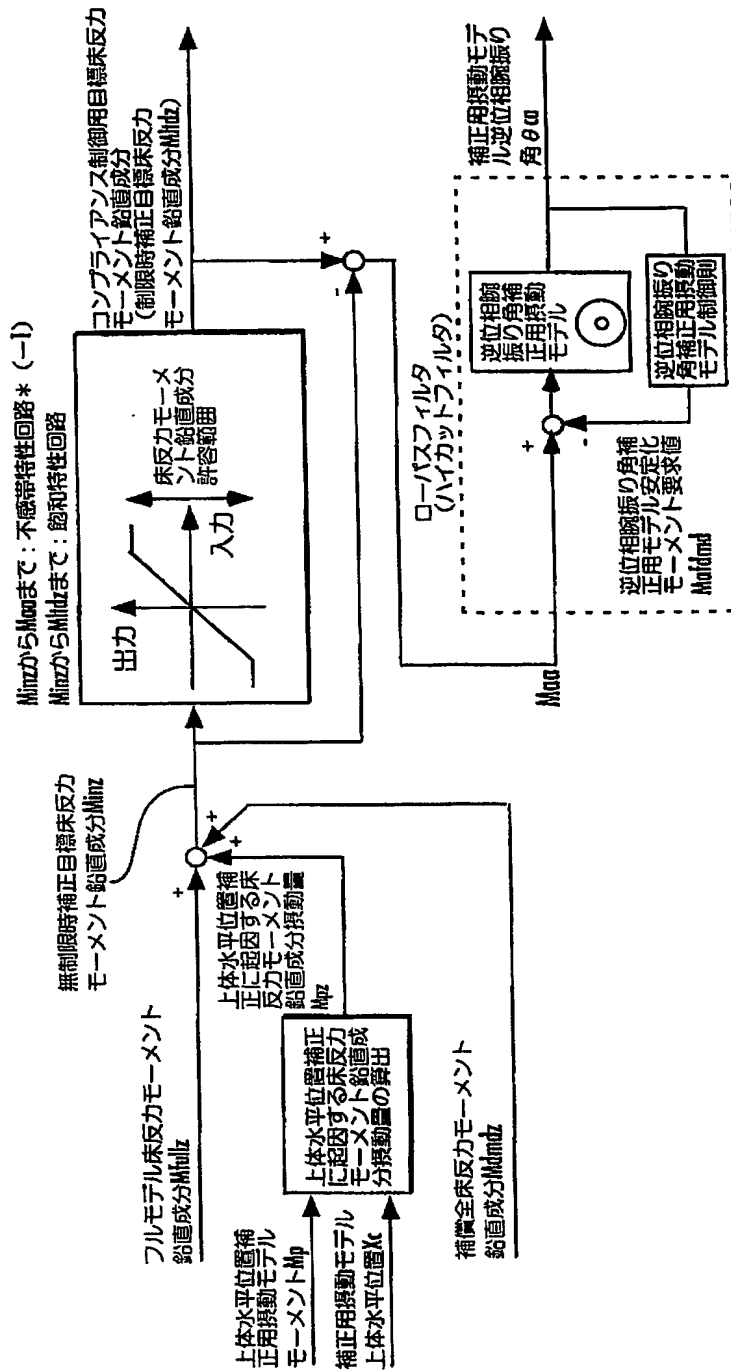 MinzからMaaまで：不感帯特性回路＊（-1）
MinzからMltdzまで：飽和特性回路
無制限時補正目標床反力
モーメント鉛直成分Minz
出力
入力
床反力モーメ
ント鉛直成分
許容範囲
コンプライアンス制御用目標床反力
モーメント鉛直成分
(制限時補正目標床反力
モーメント鉛直成分Mltdz)
フルモデル床反力モーメント
鉛直成分Mfullz
+
+
+
+
-
上体水平位置補
正に起因する床
反力モーメント
鉛直成分摂動量
Mpz
上体水平位置補
正用摂動モデル
モーメントMp
補正用摂動モデル
上体水平位置Xc
上体水平位置補正
に起因する床反力
モーメント鉛直成
分摂動量の算出
補償全床反力モーメント
鉛直成分Mdmdz
ローパスフィルタ
(ハイカットフィルタ)
Maa
+
-
逆位相腕
振り角補
正用摂動
モデル
逆位相腕振り
角補正用摂動
モデル制御則
逆位相腕振り角補
正用モデル安定化
モーメント要求値
Mafdmd
補正用摂動モデ
ル逆位相腕振り
角θca